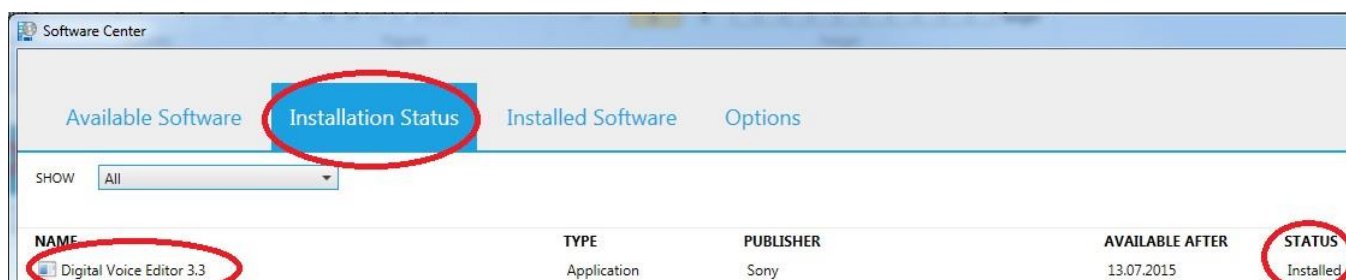 Software Center
Available Software Installation Status Installed Software Options
SHOW All
NAME TYPE PUBLISHER AVAILABLE AFTER STATUS
Digital Voice Editor 3.3 Application Sony 13.07.2015 Installed